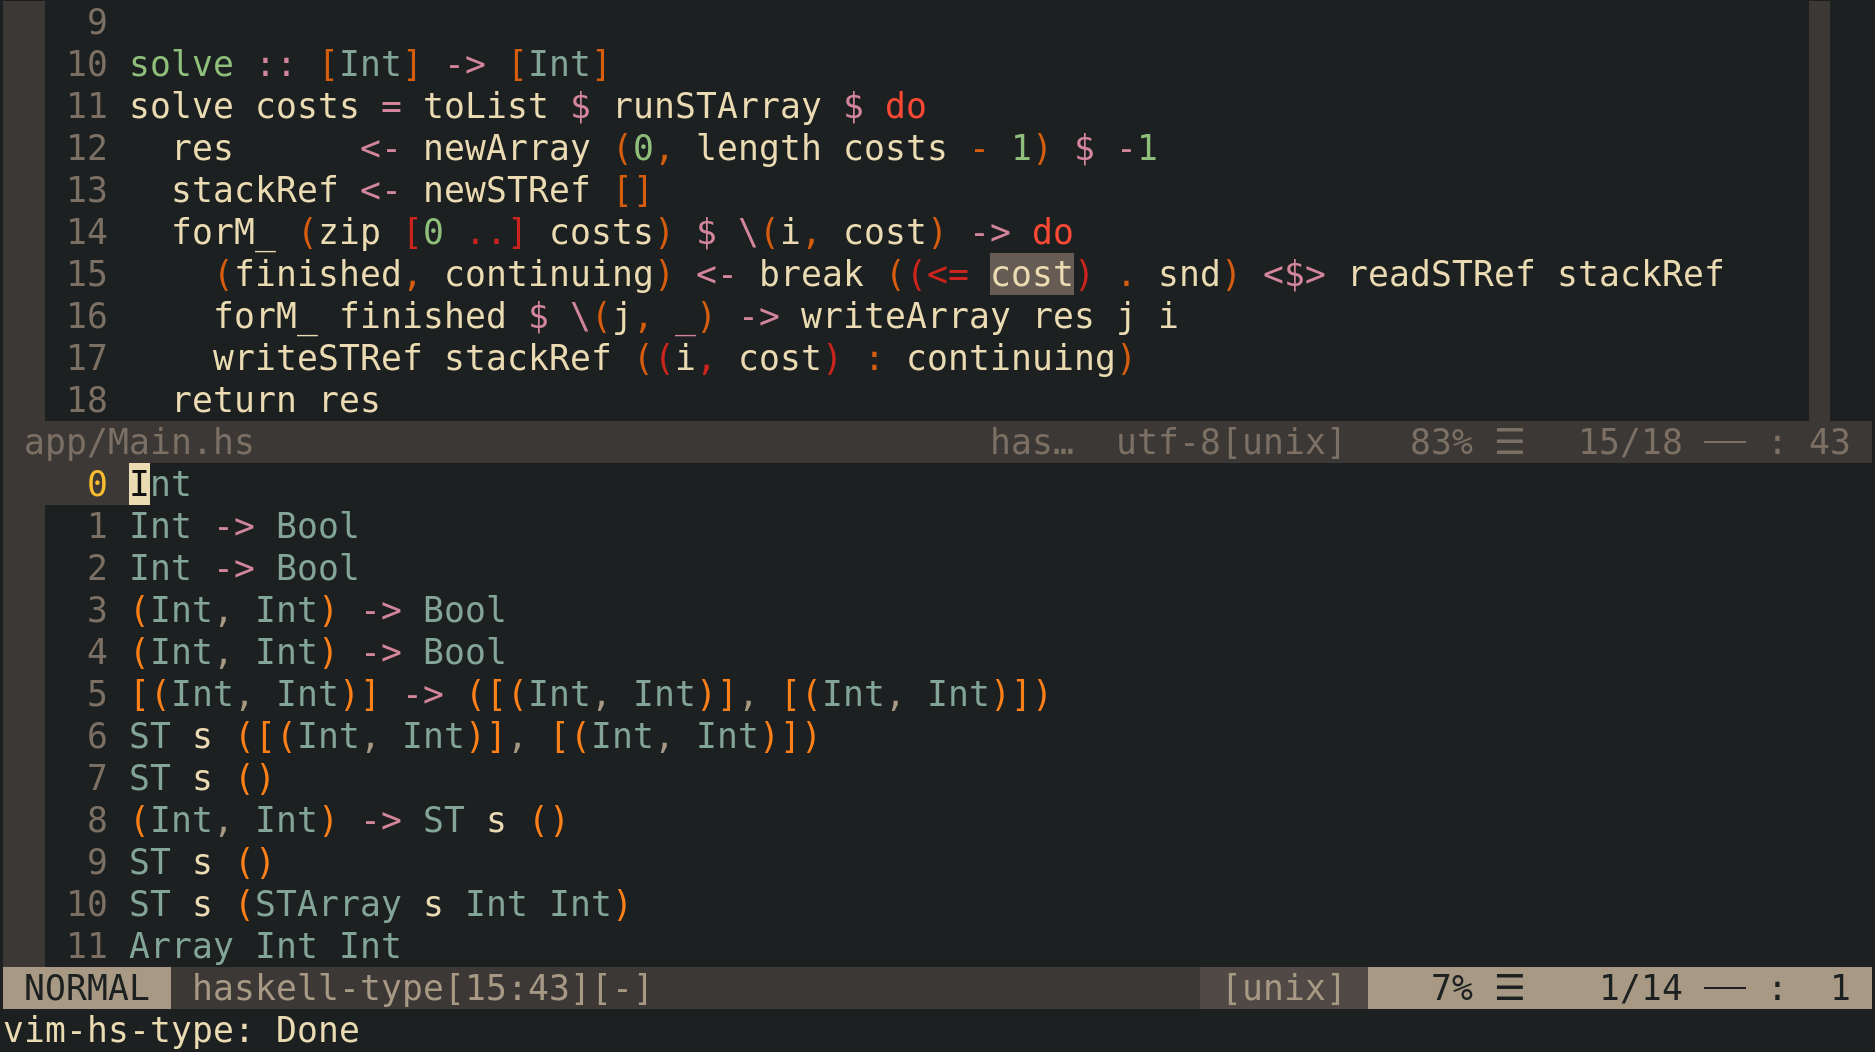 9
10 solve :: [Int] -> [Int]
11 solve costs = toList $ runSTArray $ do
12   res      <- newArray (0, length costs - 1) $ -1
13   stackRef <- newSTRef []
14   forM_ (zip [0 ..] costs) $ \(i, cost) -> do
15     (finished, continuing) <- break ((<= cost) . snd) <$> readSTRef stackRef
16     forM_ finished $ \(j, _) -> writeArray res j i
17     writeSTRef stackRef ((i, cost) : continuing)
18   return res
app/Main.hs has… utf-8[unix] 83% ☰ 15/18 ── : 43
0 Int
1 Int -> Bool
2 Int -> Bool
3 (Int, Int) -> Bool
4 (Int, Int) -> Bool
5 [(Int, Int)] -> ([(Int, Int)], [(Int, Int)])
6 ST s ([(Int, Int)], [(Int, Int)])
7 ST s ()
8 (Int, Int) -> ST s ()
9 ST s ()
10 ST s (STArray s Int Int)
11 Array Int Int
NORMAL haskell-type[15:43][-] [unix] 7% ☰ 1/14 ── : 1
vim-hs-type: Done